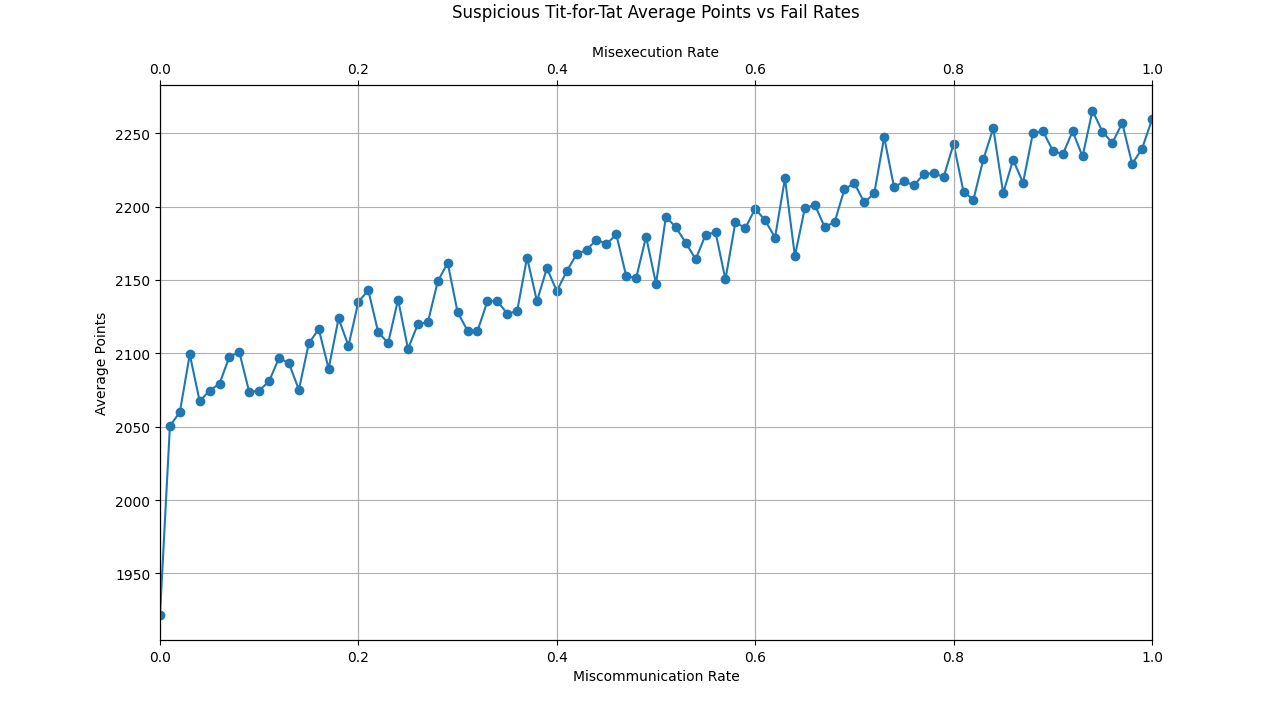 Suspicious Tit-for-Tat Average Points vs Fail Rates
Misexecution Rate
0.0 0.2 0.4 0.6 0.8 1.0
2250
2200
2150
2100
2050
2000
1950
Average Points
0.0 0.2 0.4 0.6 0.8 1.0
Miscommunication Rate